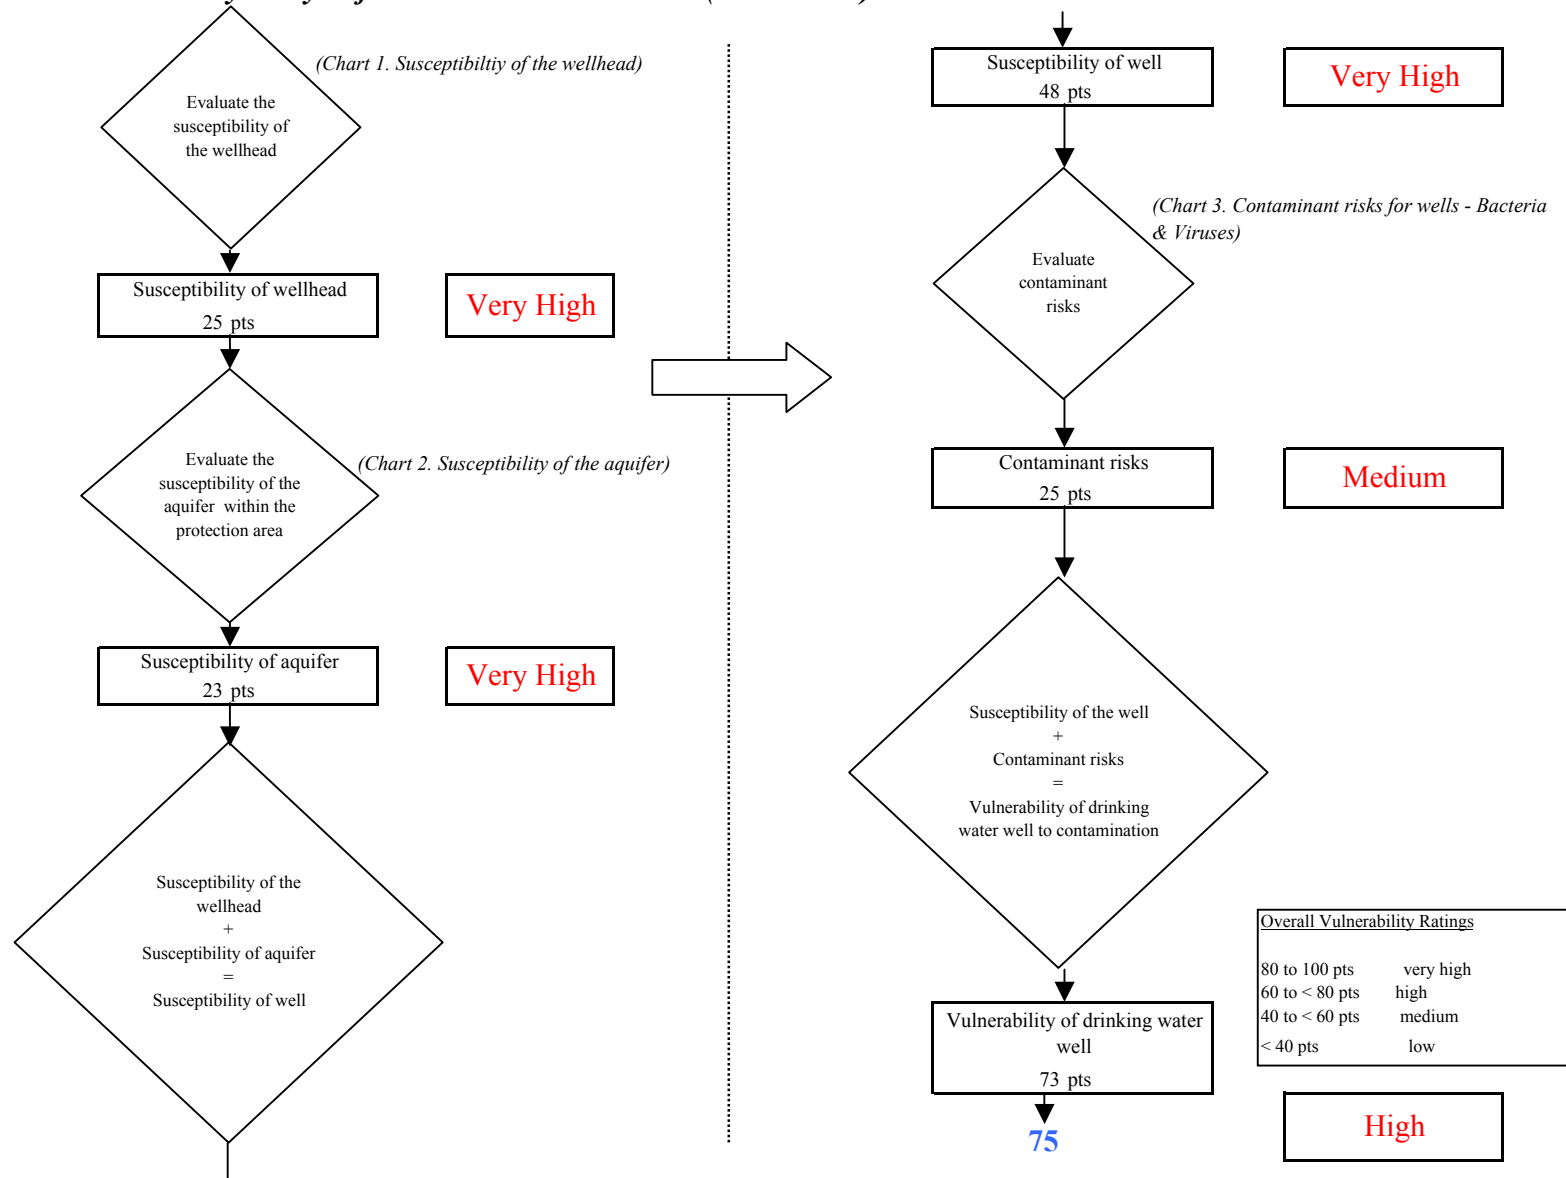 (Chart 1. Susceptibiltiy of the wellhead)
Evaluate the
susceptibility of
the wellhead
Susceptibility of wellhead
25 pts
Very High
Evaluate the
susceptibility of the
aquifer within the
protection area
(Chart 2. Susceptibility of the aquifer)
Susceptibility of aquifer
23 pts
Very High
Susceptibility of the
wellhead
+
Susceptibility of aquifer
=
Susceptibility of well
Susceptibility of well
48 pts
Very High
(Chart 3. Contaminant risks for wells - Bacteria
& Viruses)
Evaluate
contaminant
risks
Contaminant risks
25 pts
Medium
Susceptibility of the well
+
Contaminant risks
=
Vulnerability of drinking
water well to contamination
Overall Vulnerability Ratings
80 to 100 pts very high
60 to < 80 pts high
40 to < 60 pts medium
< 40 pts low
Vulnerability of drinking water
well
73 pts
75
High